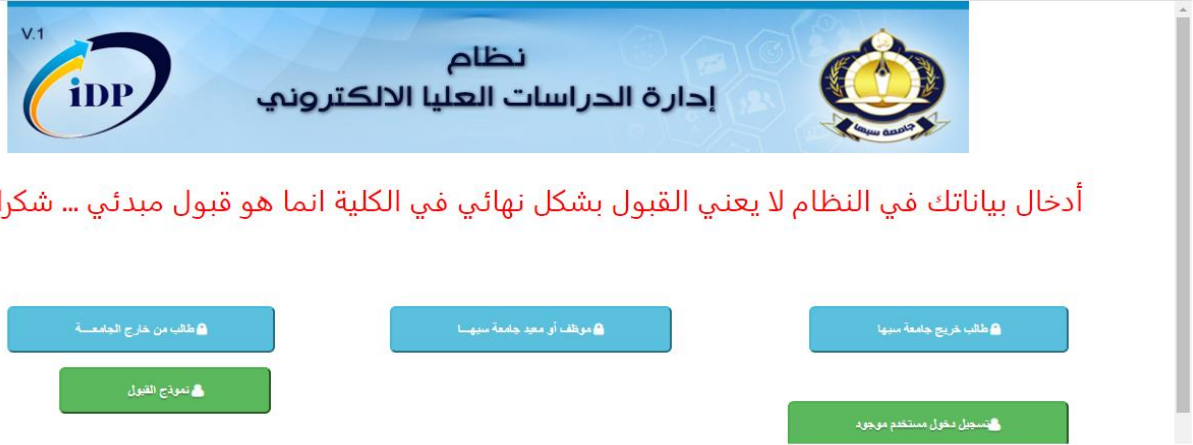 V.1
iDP
نظام
إدارة الدراسات العليا الالكتروني
جامعة سبها
أدخال بياناتك في النظام لا يعني القبول بشكل نهائي في الكلية انما هو قبول مبدئي ... شكرا
طالب خريج جامعة سبها
موظف أو معيد جامعة سبهــا
طالب من خارج الجامعـــة
نموذج القبول
تسجيل دخول مستخدم موجود